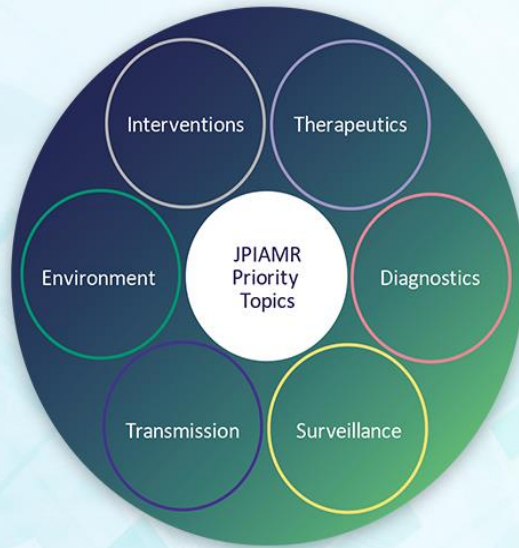 Interventions
Therapeutics
JPIAMR
Priority
Topics
Environment
Diagnostics
Transmission
Surveillance